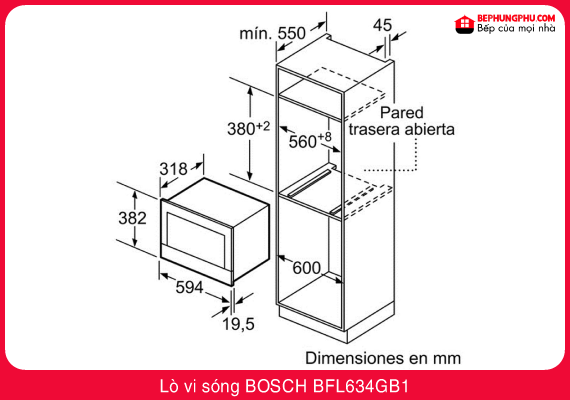 BEPHUNGPHU.COM
Bếp của mọi nhà
mín. 550
45
380+2
560+8
Pared
trasera abierta
318
382
594
19,5
600
Dimensiones en mm
Lò vi sóng BOSCH BFL634GB1